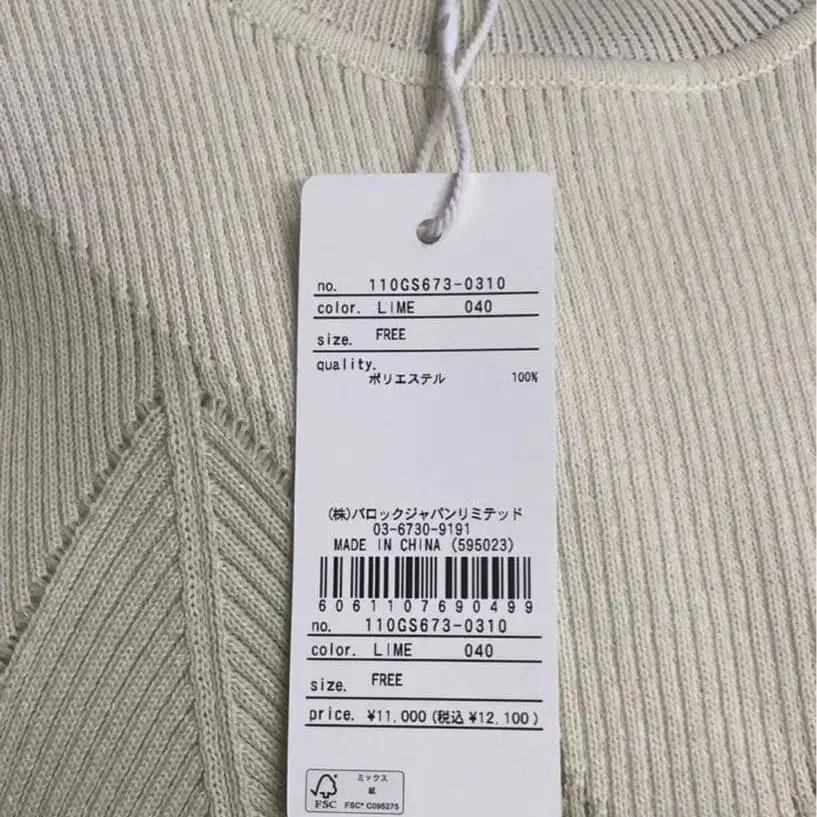 no. 110GS673-0310
color. LIME 040
size. FREE
quality.
ポリエステル 100%
(株)バロックジャパンリミテッド
03-6730-9191
MADE IN CHINA (595023)
6061107690499
no. 110GS673-0310
color. LIME 040
size. FREE
price. ¥11,000 (税込 ¥12,100)
ミックス
紙
FSC FSC® C095275